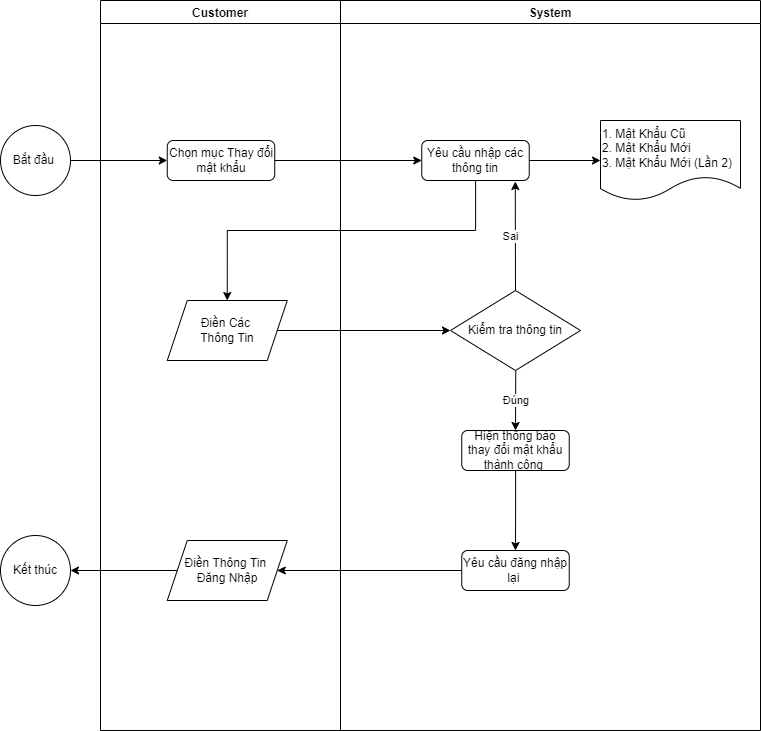 Customer
System
Bắt đầu
Chọn mục Thay đổi
mật khẩu
Yêu cầu nhập các
thông tin
1. Mật Khẩu Cũ
2. Mật Khẩu Mới
3. Mật Khẩu Mới (Lần 2)
Sai
Điền Các
Thông Tin
Kiểm tra thông tin
Đúng
Hiện thông báo
thay đổi mật khẩu
thành công
Kết thúc
Điền Thông Tin
Đăng Nhập
Yêu cầu đăng nhập
lại